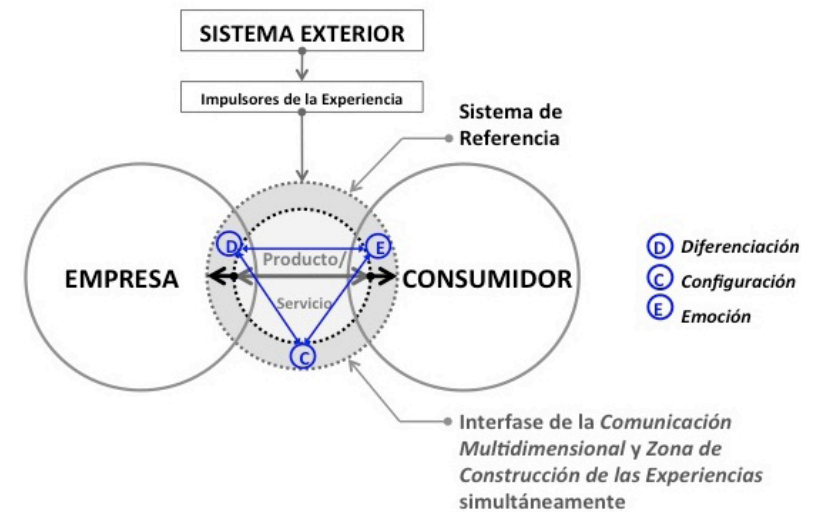 SISTEMA EXTERIOR
Impulsores de la Experiencia
Sistema de
Referencia
D
E
Producto/
EMPRESA
CONSUMIDOR
Servicio
C
D Diferenciación
C Configuración
E Emoción
Interfase de la Comunicación
Multidimensional y Zona de
Construcción de las Experiencias
simultáneamente